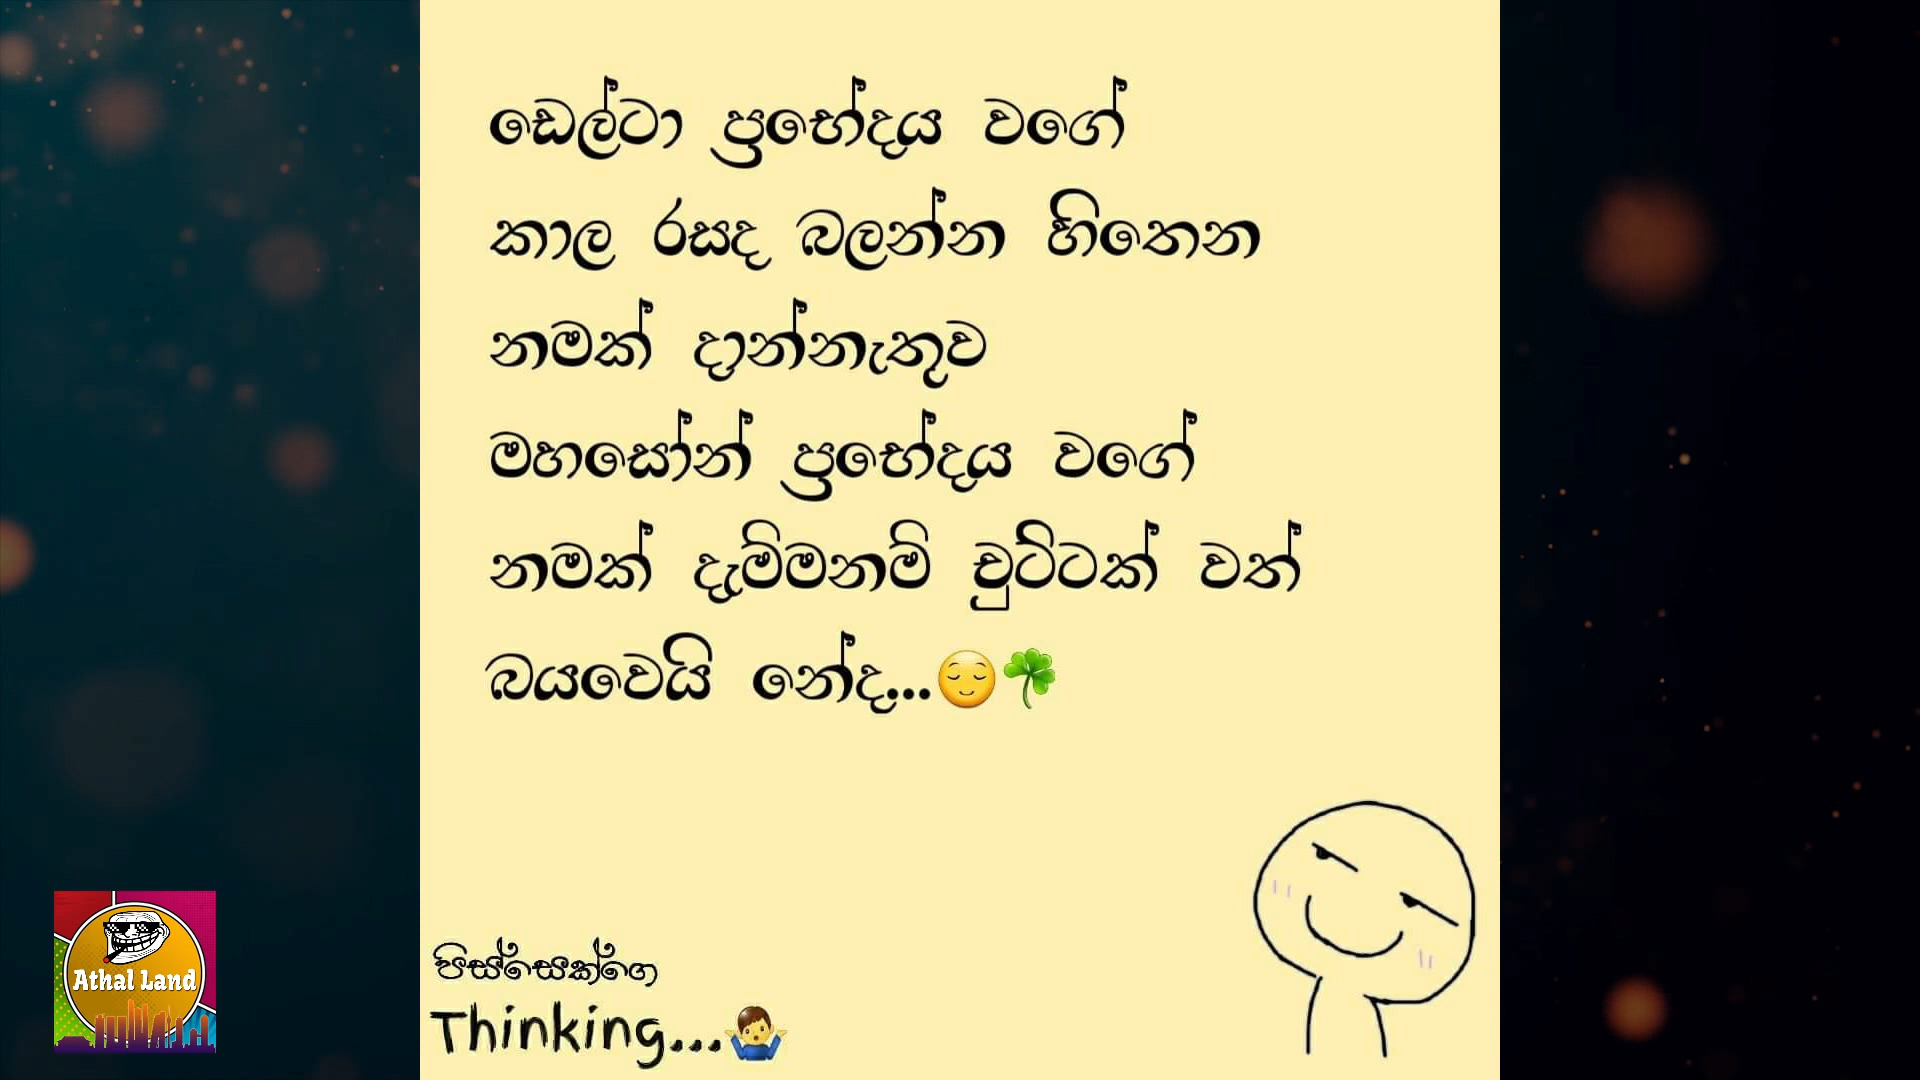 ඩෙල්ටා ප්‍රභේදය වගේ
කාල රසද බලන්න හිතෙන
නමක් දාන්නැතුව
මහසෝන් ප්‍රභේදය වගේ
නමක් දැම්මනම් චුට්ටක් වත්
බයවෙයි නේද...😌☘️
පිස්සෙක්ගෙ
Thinking...🤷‍♂️
Athal Land